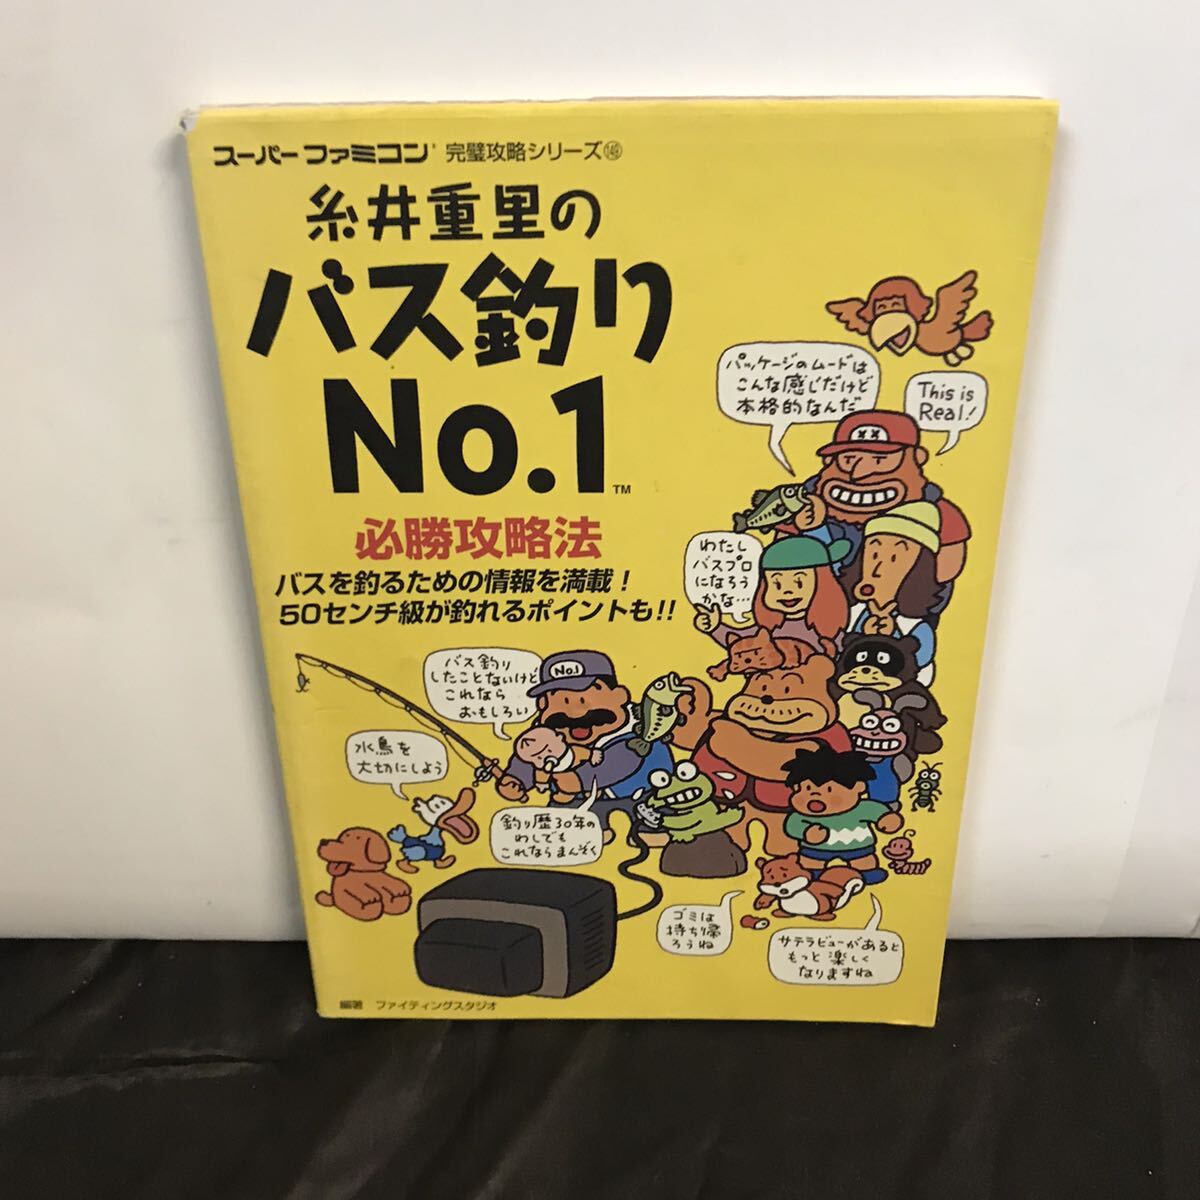 スーパーファミコン® 完璧攻略シリーズ
糸井重里の
バス釣り
No.1™
必勝攻略法
バスを釣るための情報を満載!
50センチ級が釣れるポイントも!!
パッケージのムードは
こんな感じだけど
本格的なんだ
This is
Real!
わたし
バスプロ
になろう
かな…
No.1
バス釣り
したことないけど
これなら
おもしろい
水鳥を
大切にしよう
釣り歴30年の
わしでも
これならまんぞく
ゴミは
持ち帰
ろうね
サテラビューがあると
もっと楽しく
なりますね
編著 ファイティングスタジオ